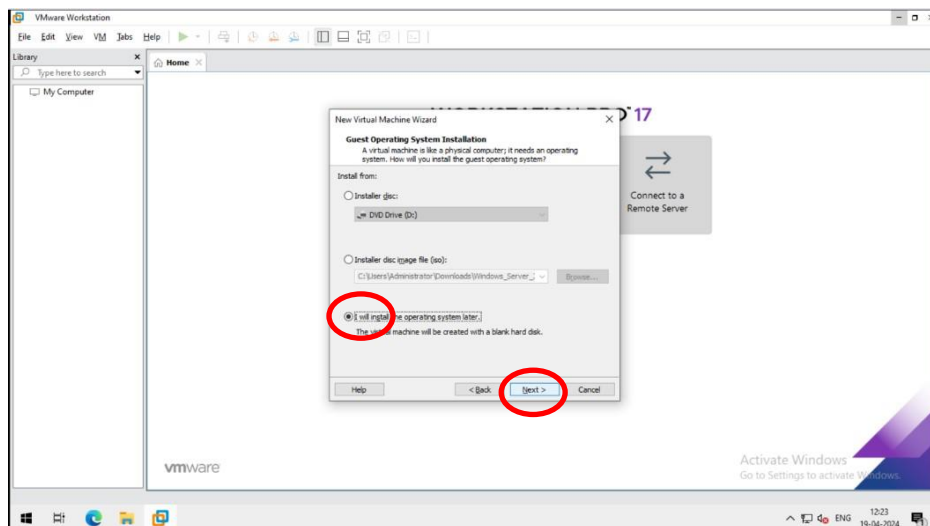 VMware Workstation
File Edit View VM Tabs Help
Library
Type here to search
Home
My Computer
17
New Virtual Machine Wizard
Guest Operating System Installation
A virtual machine is like a physical computer; it needs an operating
system. How will you install the guest operating system?
Install from:
Installer disc:
DVD Drive (D:)
Installer disc image file (iso):
C:\Users\Administrator\Downloads\Windows_Server_
Browse...
I will install the operating system later.
The virtual machine will be created with a blank hard disk.
Help < Back Next > Cancel
Connect to a
Remote Server
vmware
Activate Windows
Go to Settings to activate Windows.
ENG
12:23
19-04-2024